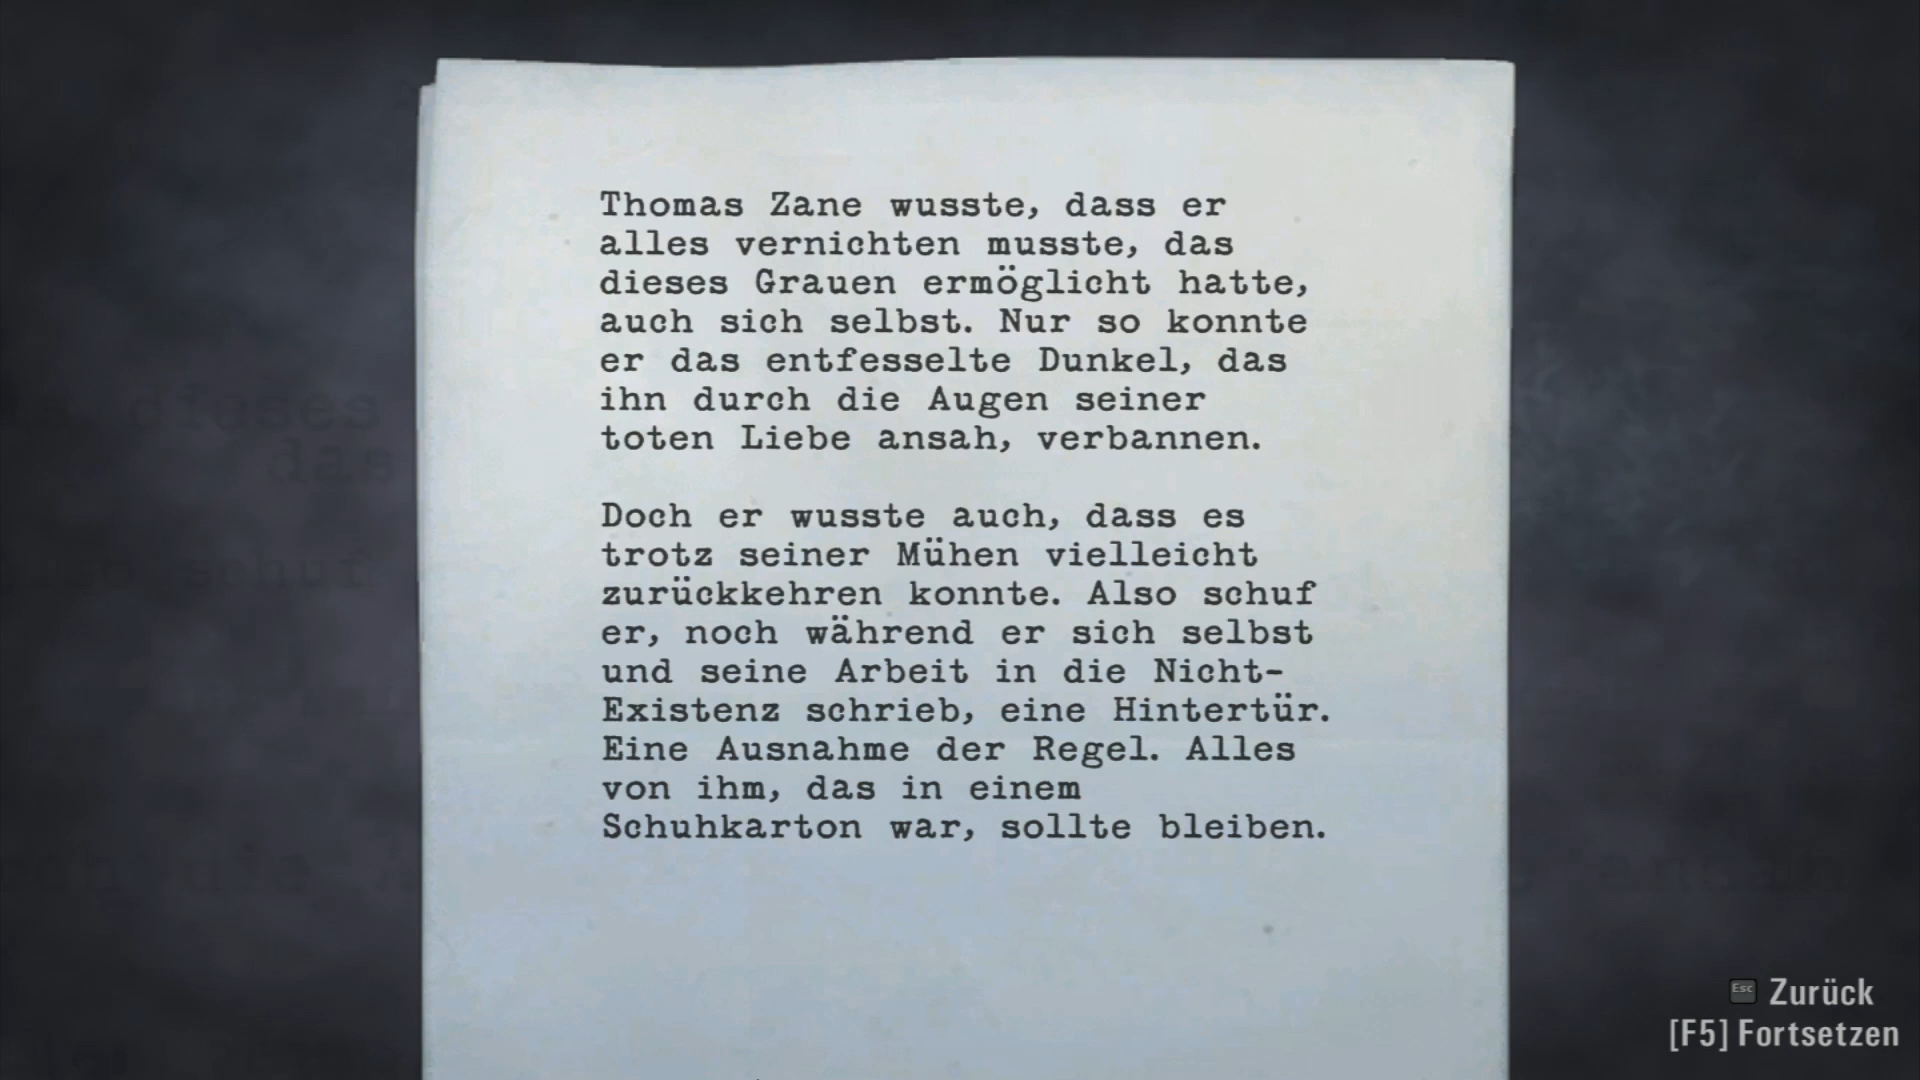 Thomas Zane wusste, dass er
alles vernichten musste, das
dieses Grauen ermöglicht hatte,
auch sich selbst. Nur so konnte
er das entfesselte Dunkel, das
ihn durch die Augen seiner
toten Liebe ansah, verbannen.
Doch er wusste auch, dass es
trotz seiner Mühen vielleicht
zurückkehren konnte. Also schuf
er, noch während er sich selbst
und seine Arbeit in die Nicht-
Existenz schrieb, eine Hintertür.
Eine Ausnahme der Regel. Alles
von ihm, das in einem
Schuhkarton war, sollte bleiben.
dieses
das
Esc Zurück
[F5] Fortsetzen